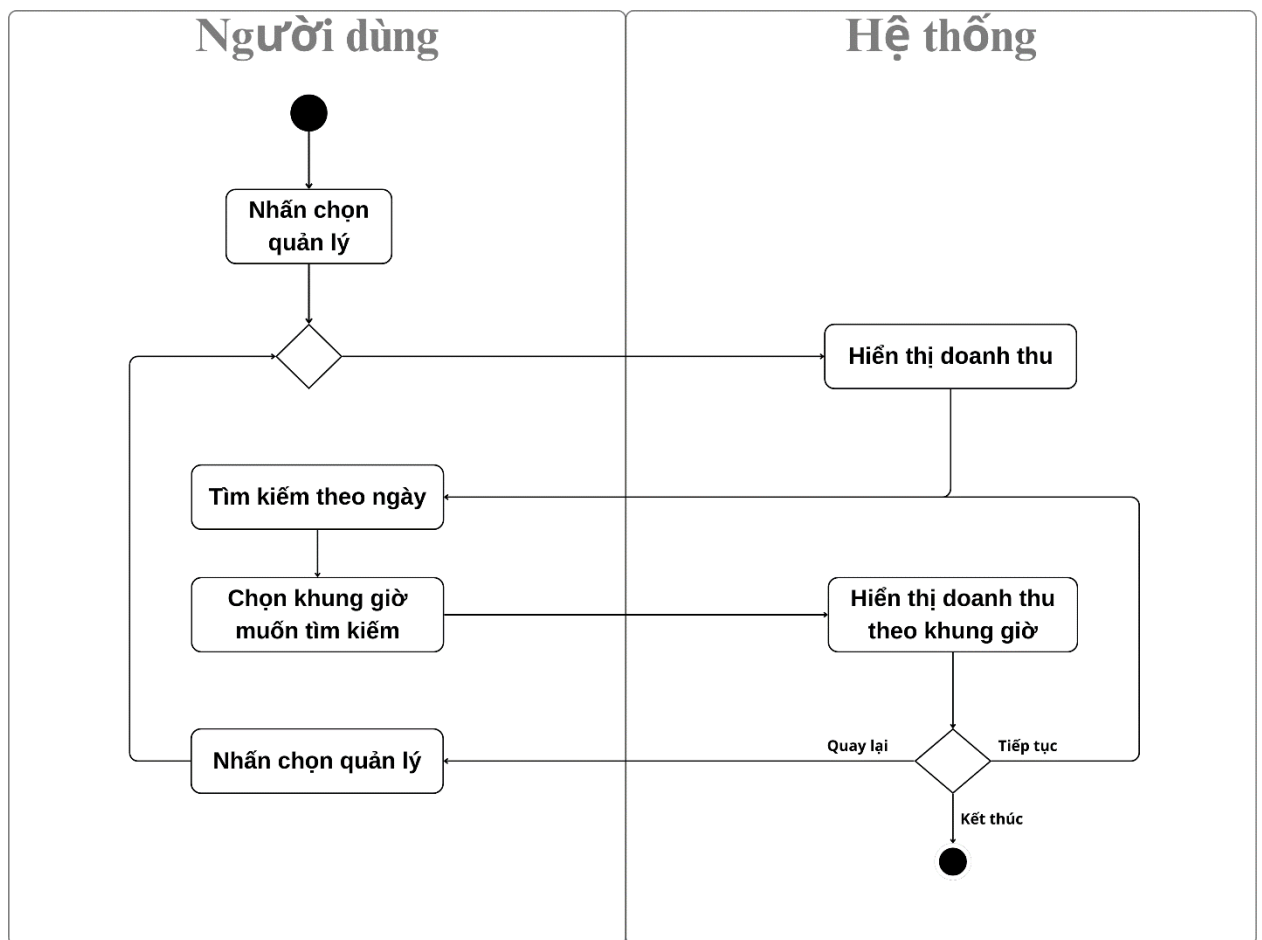 Người dùng
Hệ thống
Nhấn chọn
quản lý
Hiển thị doanh thu
Tìm kiếm theo ngày
Chọn khung giờ
muốn tìm kiếm
Hiển thị doanh thu
theo khung giờ
Quay lại
Tiếp tục
Nhấn chọn quản lý
Kết thúc